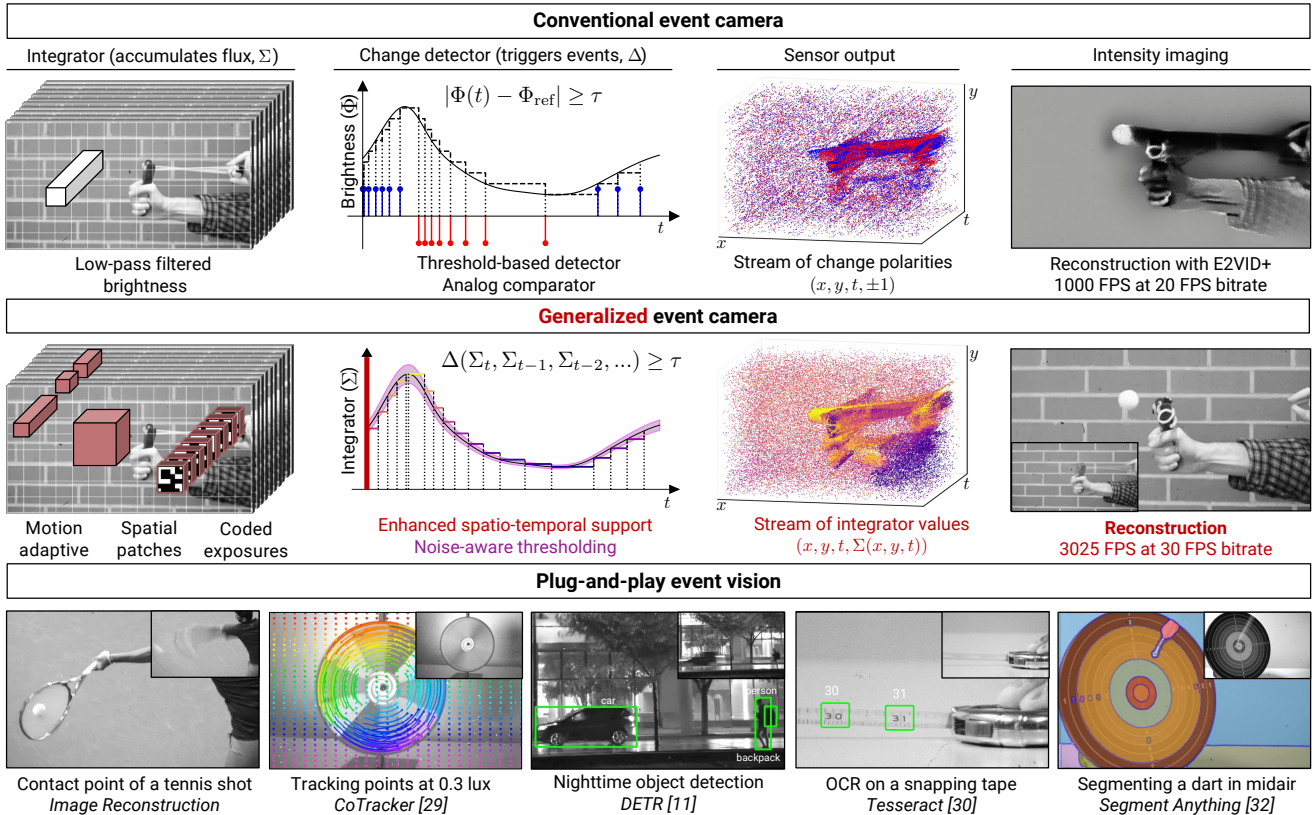 Conventional event camera
Integrator (accumulates flux, Σ)
Change detector (triggers events, Δ)
Sensor output
Intensity imaging
|Φ(t) − Φref| ≥ τ
Brightness (Φ)
t
x
y
t
Low-pass filtered
brightness
Threshold-based detector
Analog comparator
Stream of change polarities
(x, y, t, ±1)
Reconstruction with E2VID+
1000 FPS at 20 FPS bitrate
Generalized event camera
Δ(Σt, Σt−1, Σt−2, ...) ≥ τ
Integrator (Σ)
t
x
y
t
Motion
adaptive
Spatial
patches
Coded
exposures
Enhanced spatio-temporal support
Noise-aware thresholding
Stream of integrator values
(x, y, t, Σ(x, y, t))
Reconstruction
3025 FPS at 30 FPS bitrate
Plug-and-play event vision
car
person
backpack
30
31
30
31
Contact point of a tennis shot
Image Reconstruction
Tracking points at 0.3 lux
CoTracker [29]
Nighttime object detection
DETR [11]
OCR on a snapping tape
Tesseract [30]
Segmenting a dart in midair
Segment Anything [32]